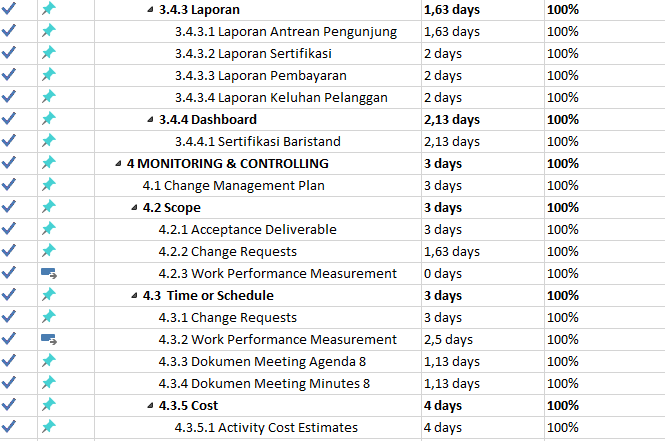 3.4.3 Laporan 1,63 days 100%
3.4.3.1 Laporan Antrean Pengunjung 1,63 days 100%
3.4.3.2 Laporan Sertifikasi 2 days 100%
3.4.3.3 Laporan Pembayaran 2 days 100%
3.4.3.4 Laporan Keluhan Pelanggan 2 days 100%
3.4.4 Dashboard 2,13 days 100%
3.4.4.1 Sertifikasi Baristand 2,13 days 100%
4 MONITORING & CONTROLLING 3 days 100%
4.1 Change Management Plan 3 days 100%
4.2 Scope 3 days 100%
4.2.1 Acceptance Deliverable 3 days 100%
4.2.2 Change Requests 1,63 days 100%
4.2.3 Work Performance Measurement 0 days 100%
4.3 Time or Schedule 3 days 100%
4.3.1 Change Requests 3 days 100%
4.3.2 Work Performance Measurement 2,5 days 100%
4.3.3 Dokumen Meeting Agenda 8 1,13 days 100%
4.3.4 Dokumen Meeting Minutes 8 1,13 days 100%
4.3.5 Cost 4 days 100%
4.3.5.1 Activity Cost Estimates 4 days 100%